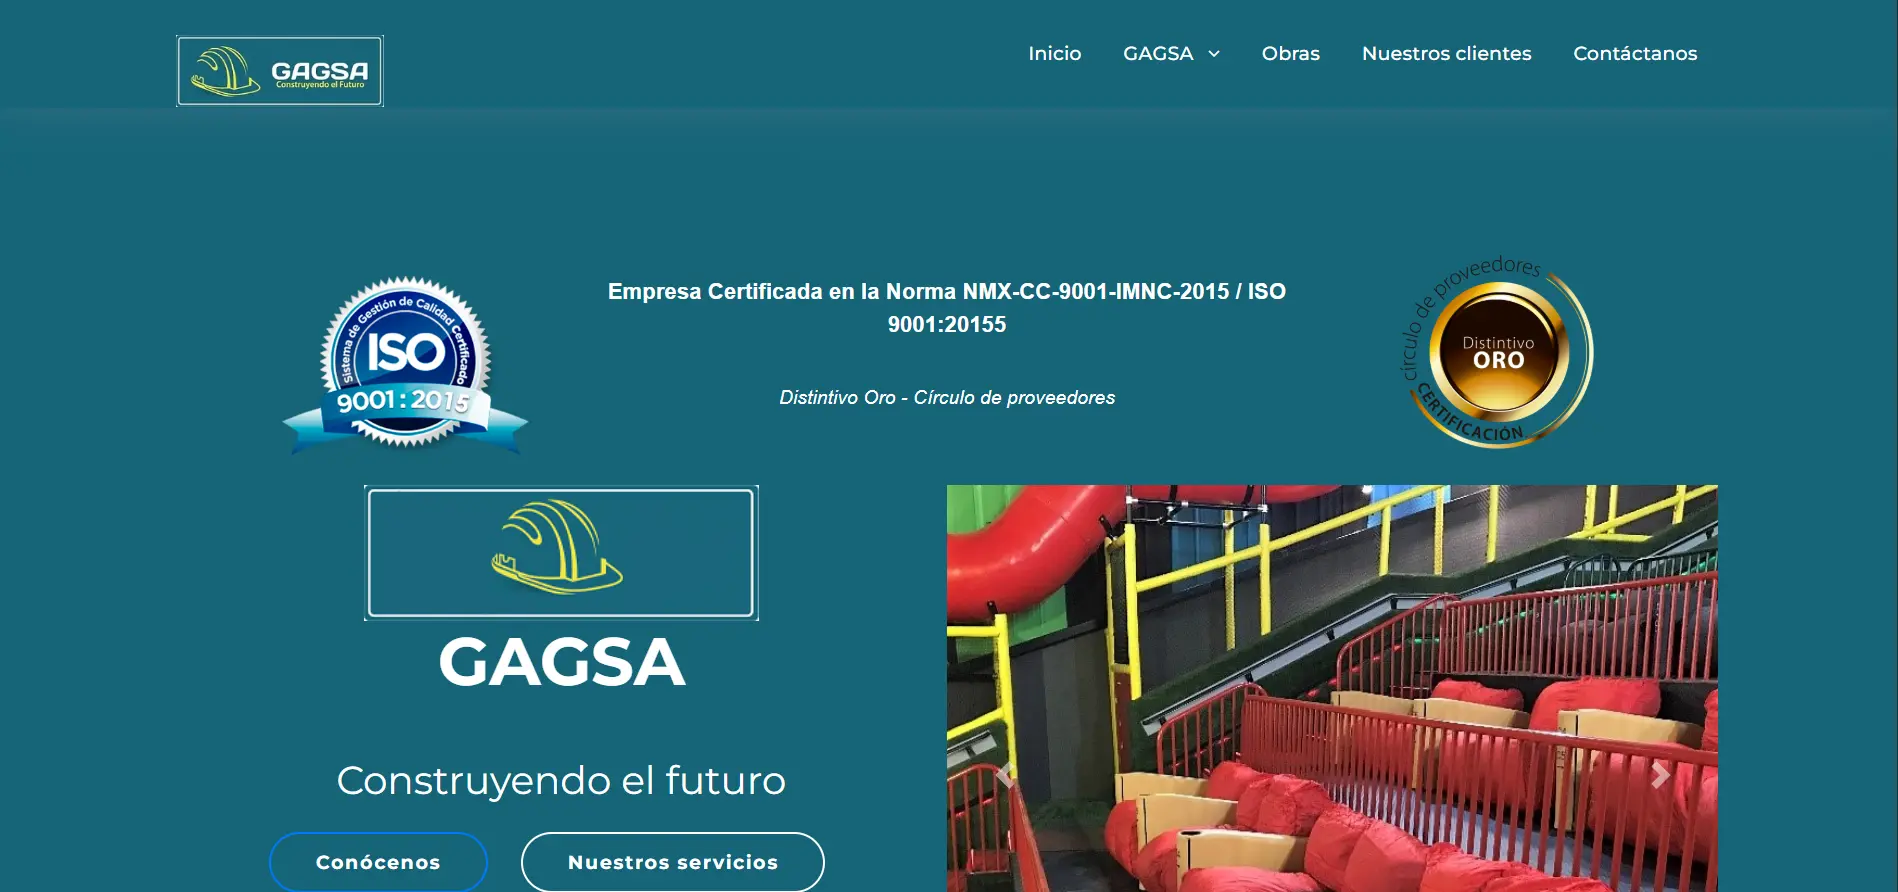 GAGSA
Construyendo el Futuro
Inicio
GAGSA
Obras
Nuestros clientes
Contáctanos
Sistema de Gestión de Calidad Certificado
ISO
9001:2015
Empresa Certificada en la Norma NMX-CC-9001-IMNC-2015 / ISO
9001:20155
Distintivo Oro - Círculo de proveedores
círculo de proveedores
Distintivo
ORO
CERTIFICACIÓN
GAGSA
Construyendo el futuro
Conócenos
Nuestros servicios